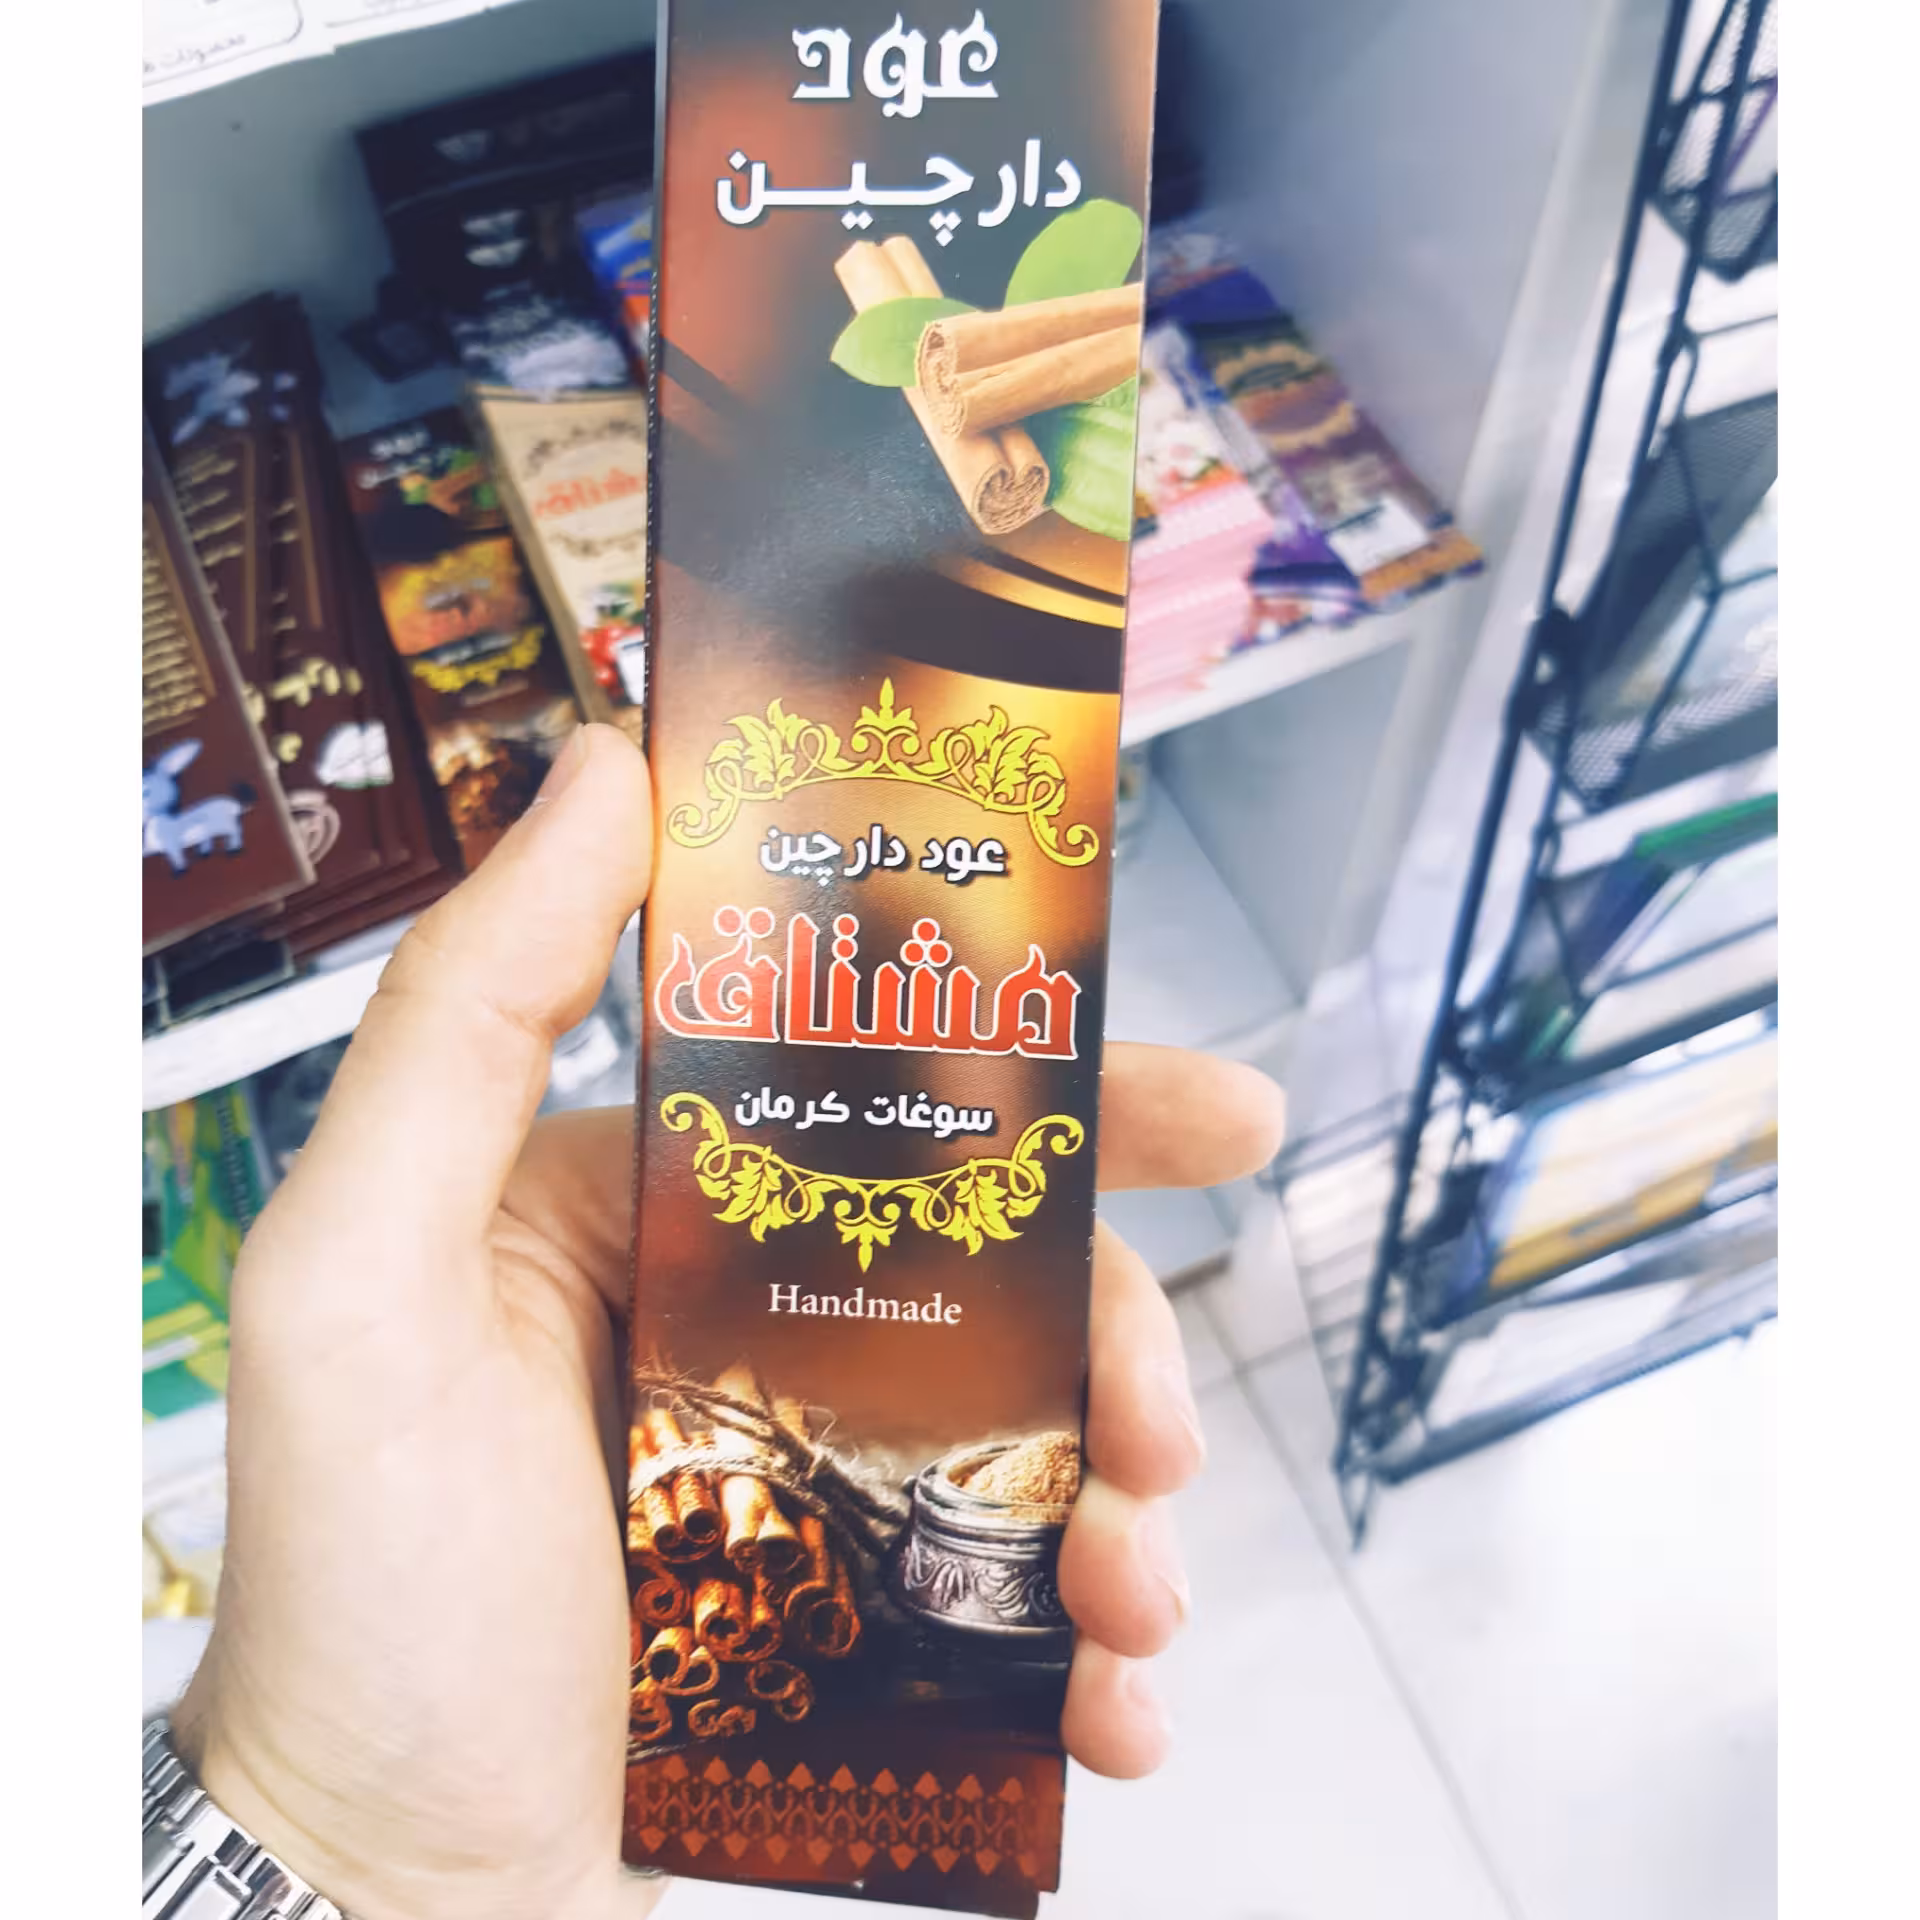 عود
دارچین
عود دارچین
مشتاق
سوغات کرمان
Handmade